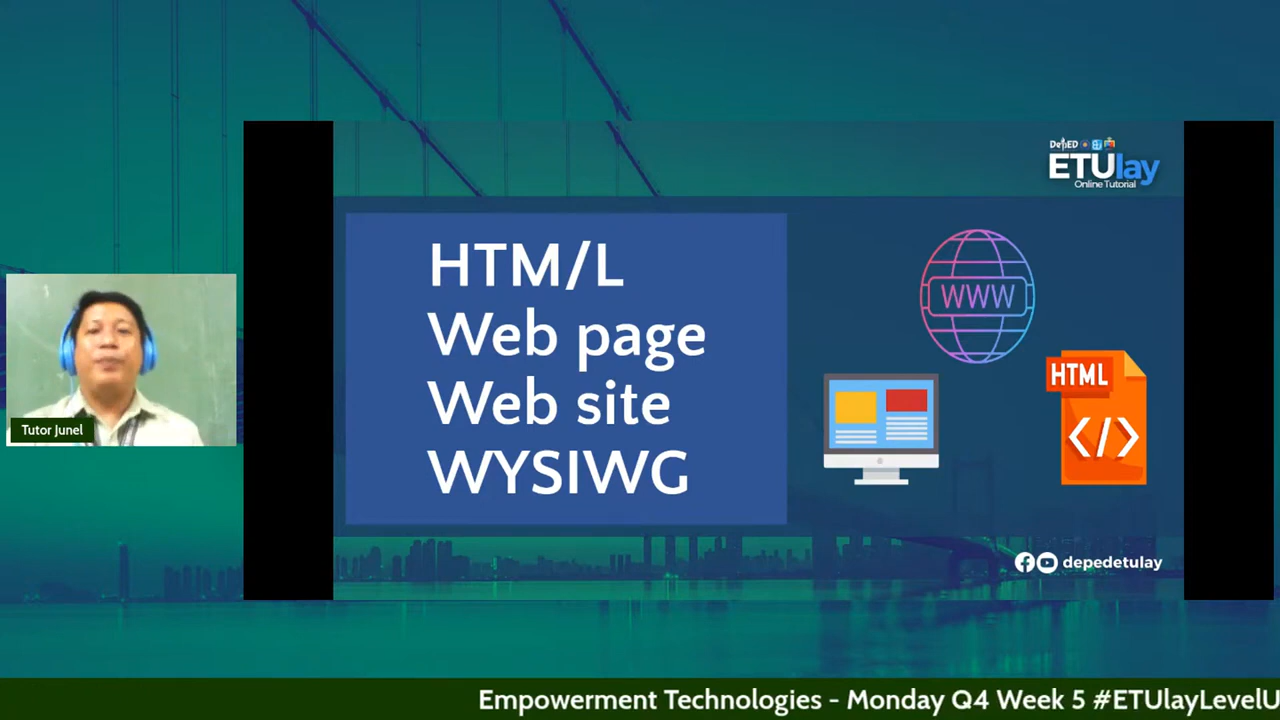 DepED
ETUlay
Online Tutorial
HTM/L
Web page
Web site
WYSIWG
WWW
HTML
</>
Tutor Junel
depedetulay
Empowerment Technologies - Monday Q4 Week 5 #ETUlayLevelU